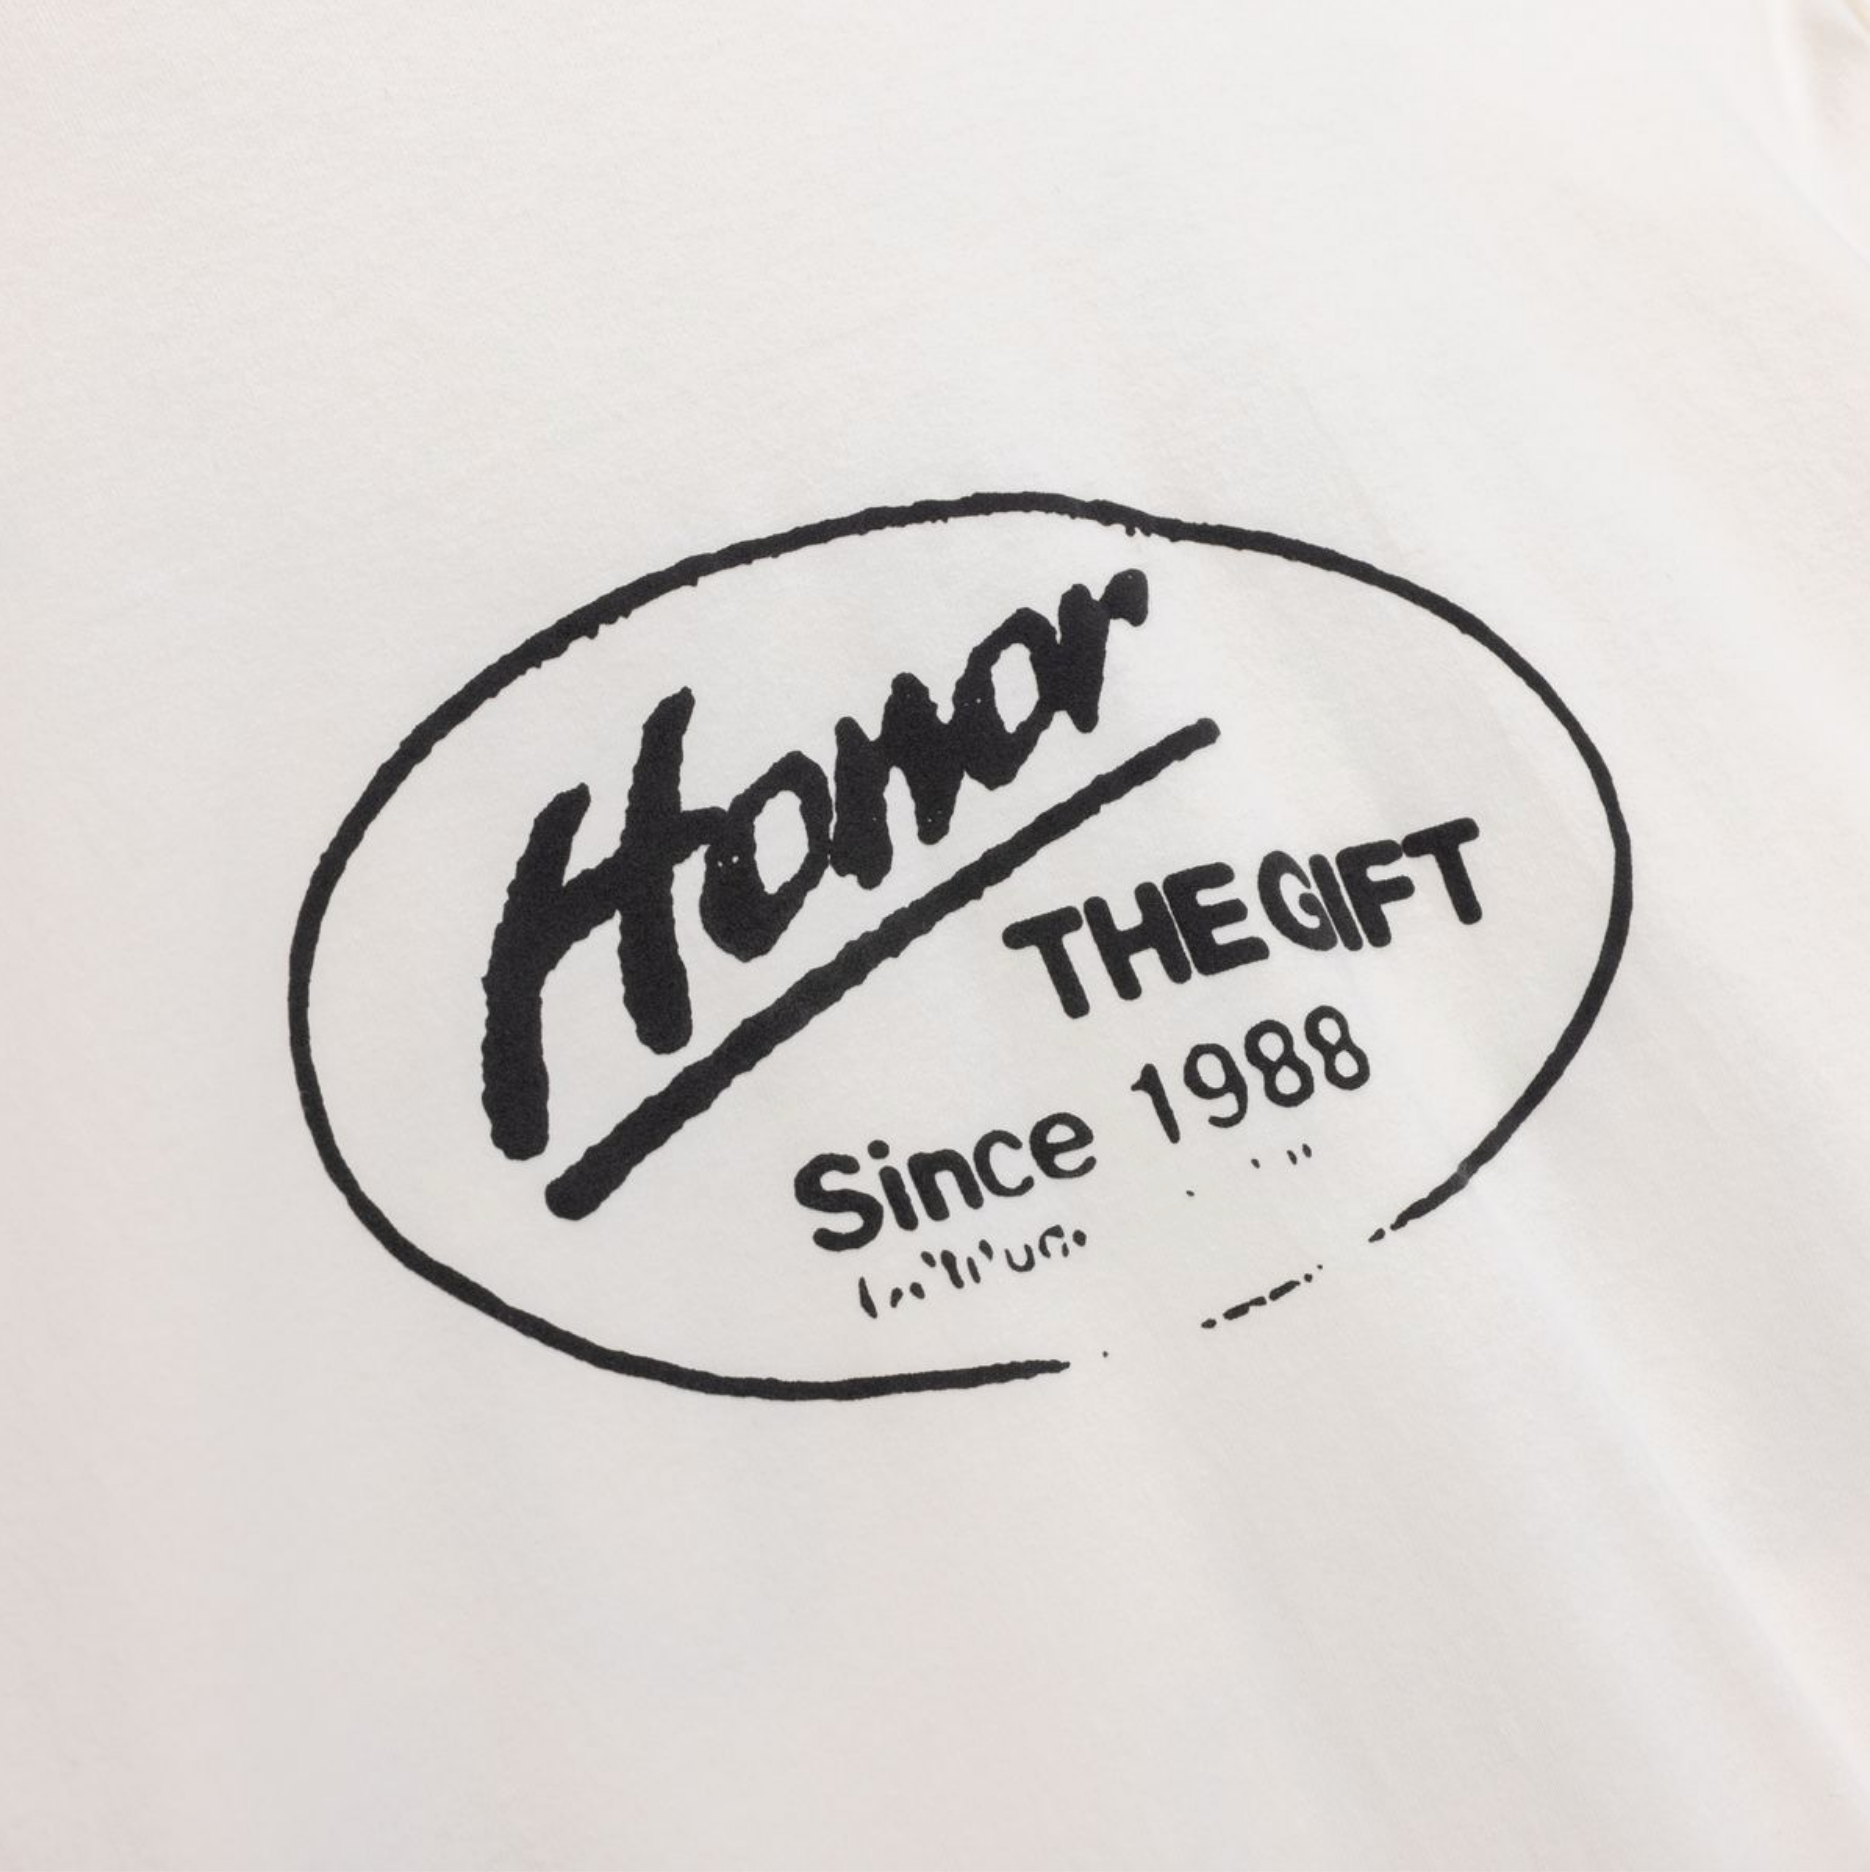 Honor
THE GIFT
Since 1988